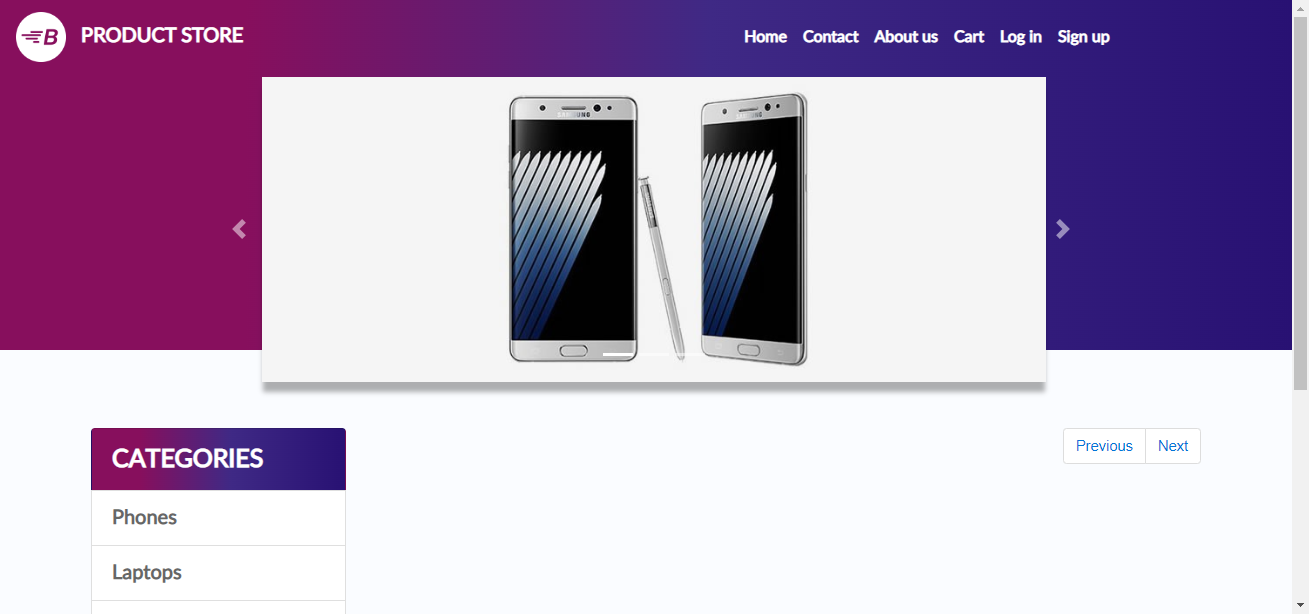 B PRODUCT STORE
Home Contact About us Cart Log in Sign up
SAMSUNG SAMSUNG
CATEGORIES
Previous Next
Phones
Laptops